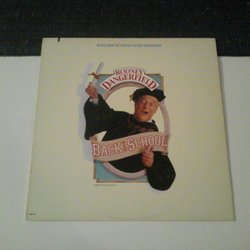 MUSIC FROM THE MOTION PICTURE SOUNDTRACK
RODNEY
DANGERFIELD
BACK TO SCHOOL